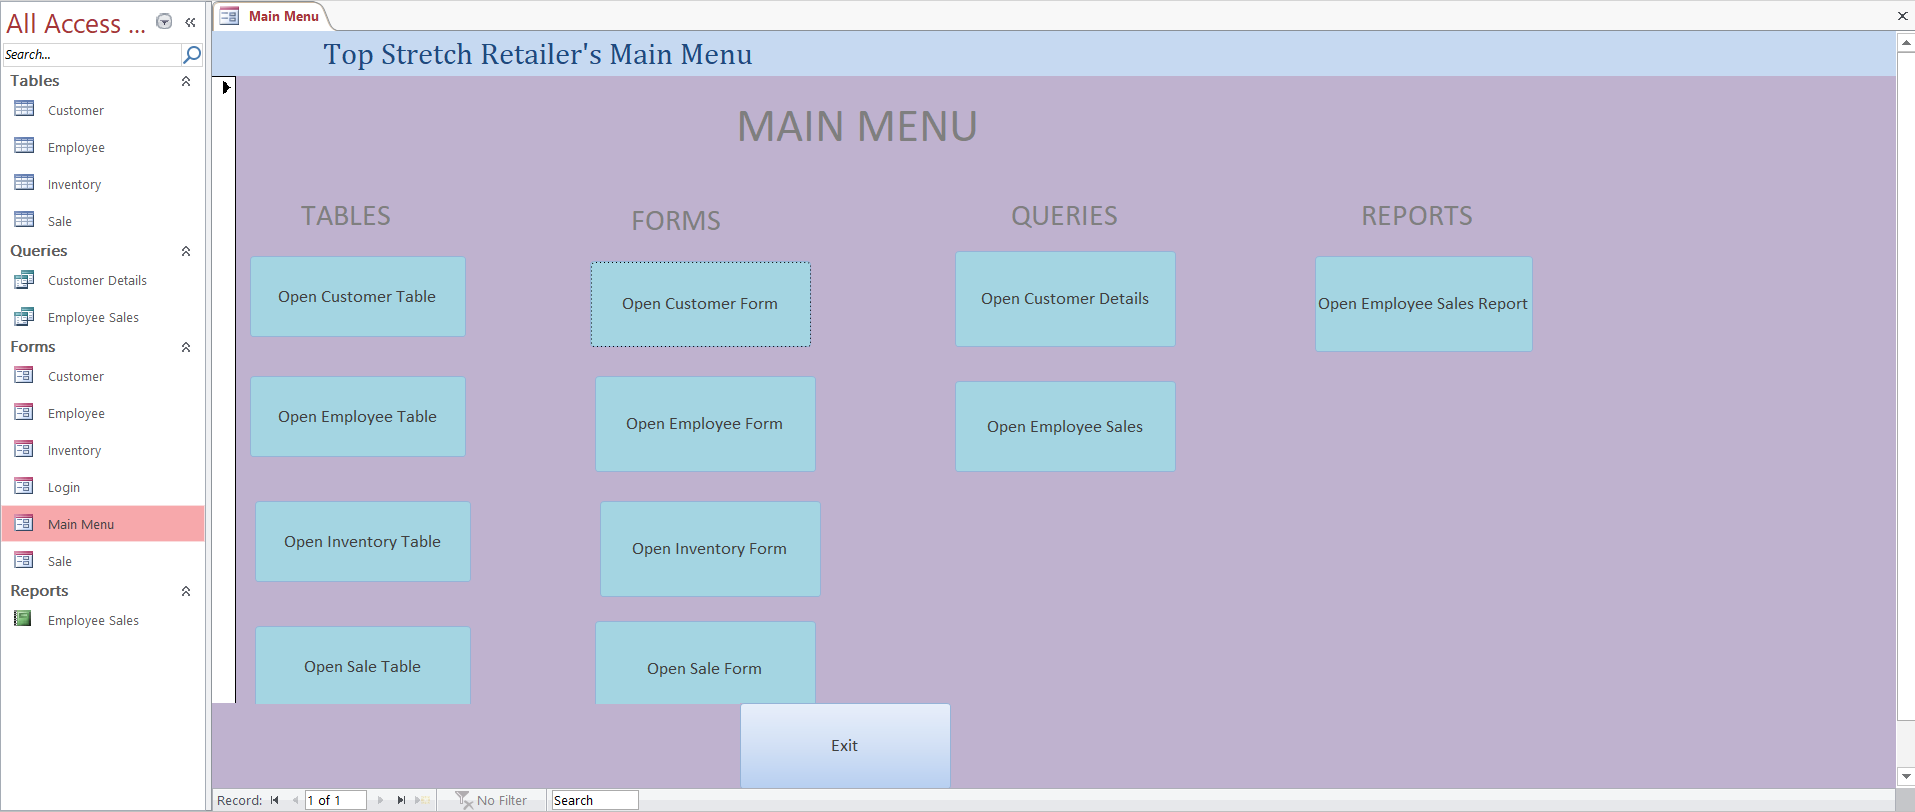 All Access ...
Search...
Tables
Customer
Employee
Inventory
Sale
Queries
Customer Details
Employee Sales
Forms
Customer
Employee
Inventory
Login
Main Menu
Sale
Reports
Employee Sales
Main Menu
Top Stretch Retailer's Main Menu
MAIN MENU
TABLES
Open Customer Table
Open Employee Table
Open Inventory Table
Open Sale Table
FORMS
Open Customer Form
Open Employee Form
Open Inventory Form
Open Sale Form
QUERIES
Open Customer Details
Open Employee Sales
REPORTS
Open Employee Sales Report
Exit
Record: 1 of 1 No Filter Search